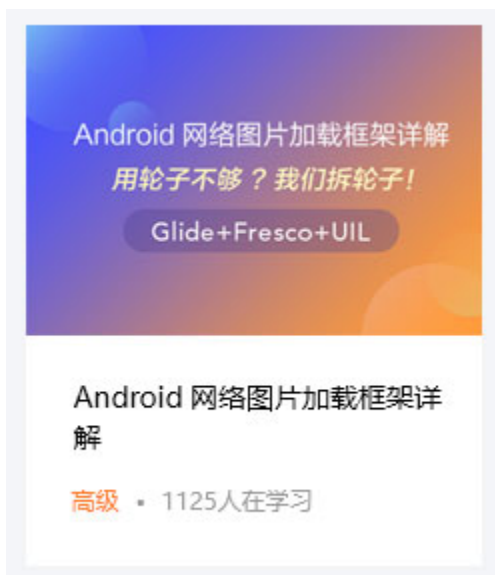 Android 网络图片加载框架详解
用轮子不够？我们拆轮子！
Glide+Fresco+UIL
Android 网络图片加载框架详
解
高级 • 1125人在学习